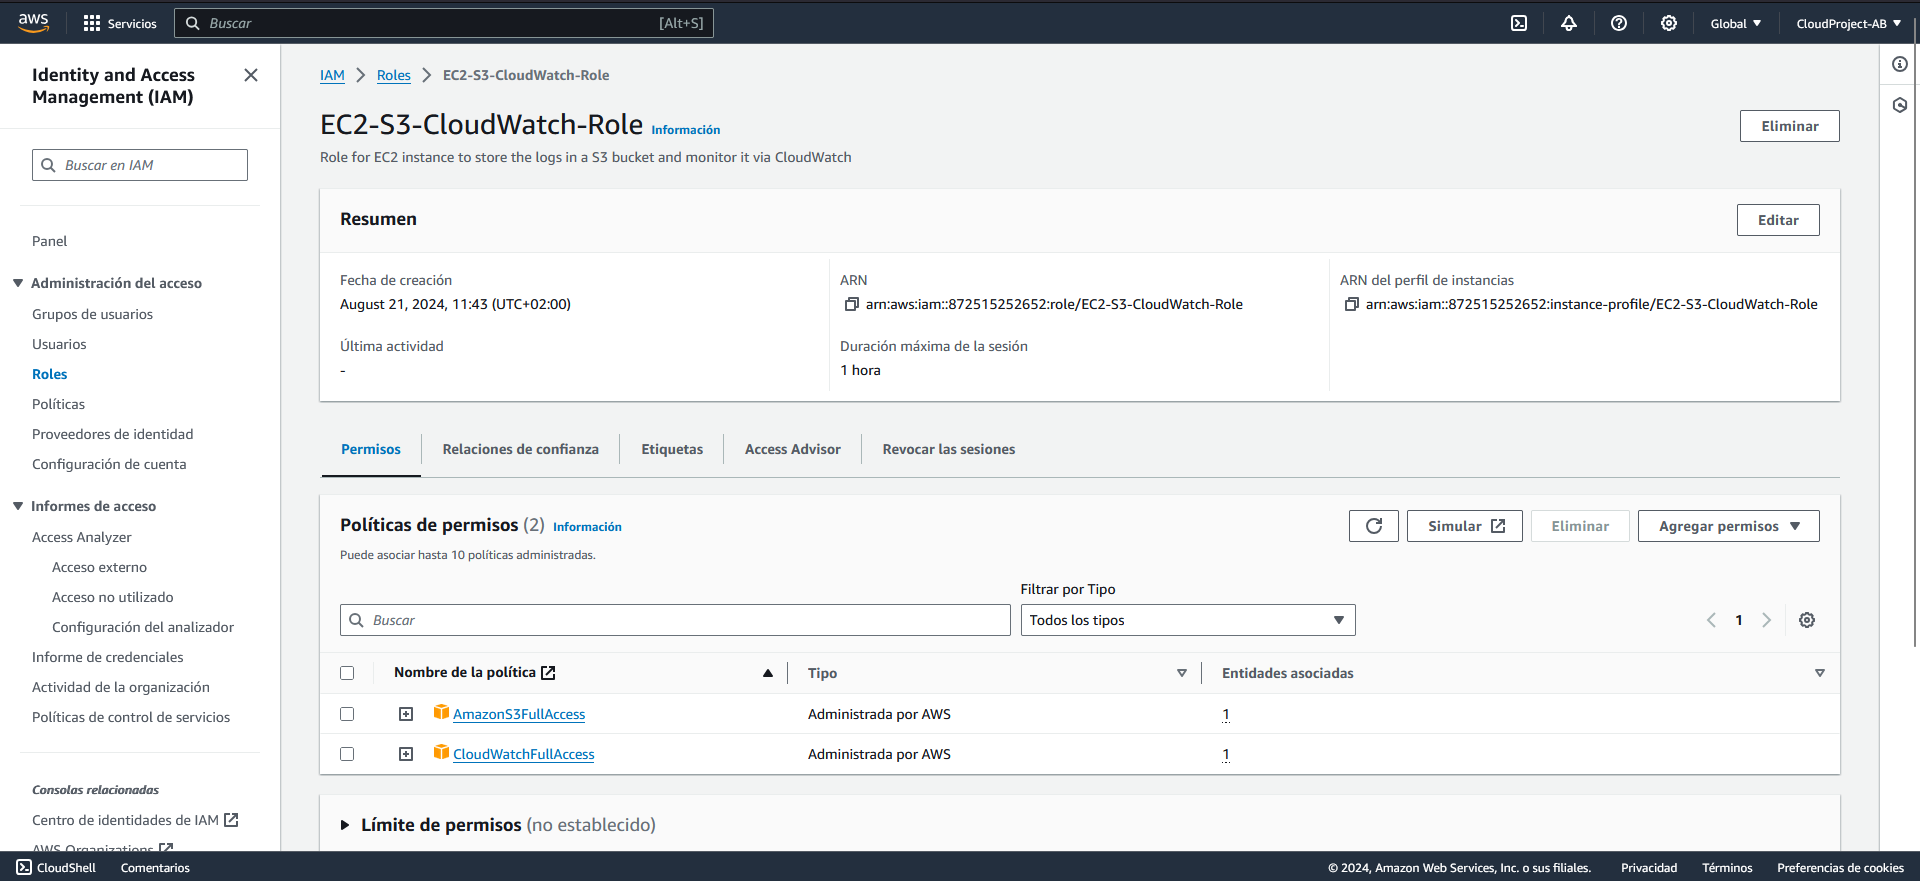 aws
Servicios
Buscar
[Alt+S]
Global
CloudProject-AB
Identity and Access
Management (IAM)
Buscar en IAM
Panel
Administración del acceso
Grupos de usuarios
Usuarios
Roles
Políticas
Proveedores de identidad
Configuración de cuenta
Informes de acceso
Access Analyzer
Acceso externo
Acceso no utilizado
Configuración del analizador
Informe de credenciales
Actividad de la organización
Políticas de control de servicios
Consolas relacionadas
Centro de identidades de IAM
AWS Organizations
IAM > Roles > EC2-S3-CloudWatch-Role
EC2-S3-CloudWatch-Role Información
Eliminar
Role for EC2 instance to store the logs in a S3 bucket and monitor it via CloudWatch
Resumen
Editar
Fecha de creación
August 21, 2024, 11:43 (UTC+02:00)
Última actividad
-
ARN
arn:aws:iam::872515252652:role/EC2-S3-CloudWatch-Role
Duración máxima de la sesión
1 hora
ARN del perfil de instancias
arn:aws:iam::872515252652:instance-profile/EC2-S3-CloudWatch-Role
Permisos
Relaciones de confianza
Etiquetas
Access Advisor
Revocar las sesiones
Políticas de permisos (2) Información
Puede asociar hasta 10 políticas administradas.
Simular
Eliminar
Agregar permisos
Filtrar por Tipo
Buscar
Todos los tipos
1
Nombre de la política
Tipo
Entidades asociadas
AmazonS3FullAccess
Administrada por AWS
1
CloudWatchFullAccess
Administrada por AWS
1
Límite de permisos (no establecido)
CloudShell
Comentarios
© 2024, Amazon Web Services, Inc. o sus filiales.
Privacidad
Términos
Preferencias de cookies